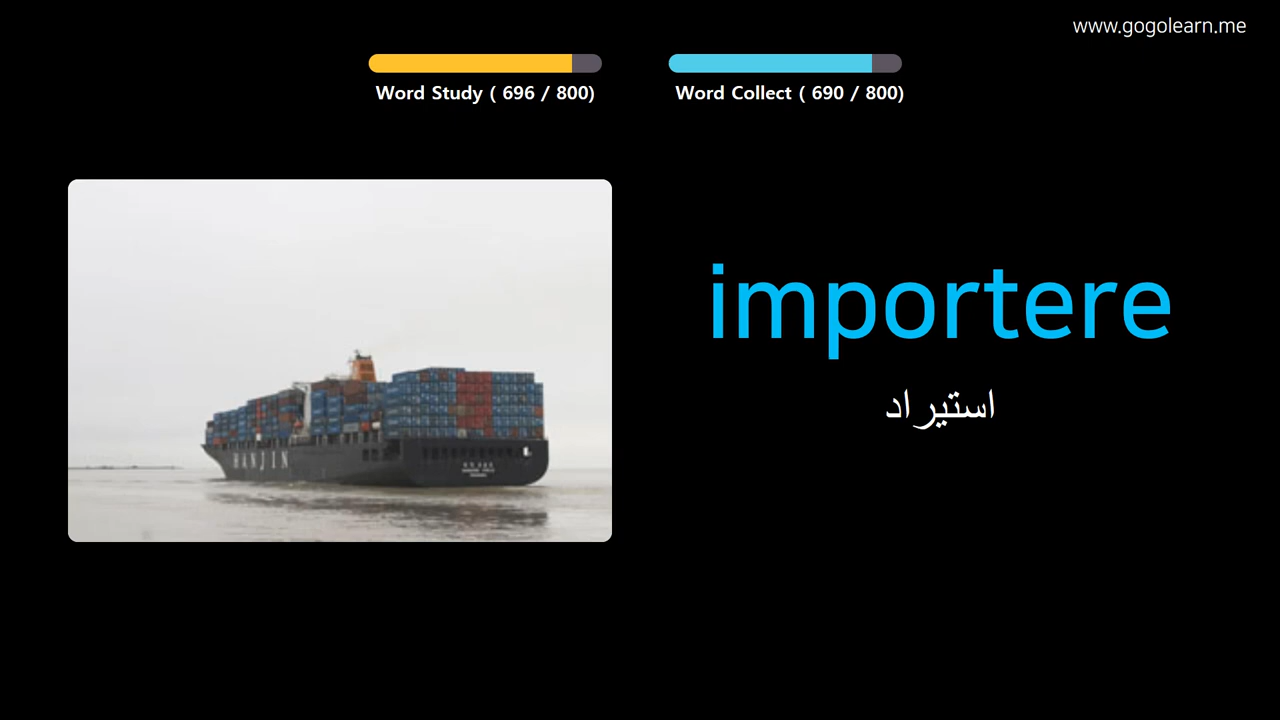 www.gogolearn.me
Word Study ( 696 / 800)
Word Collect ( 690 / 800)
importere
استيراد
HANJIN